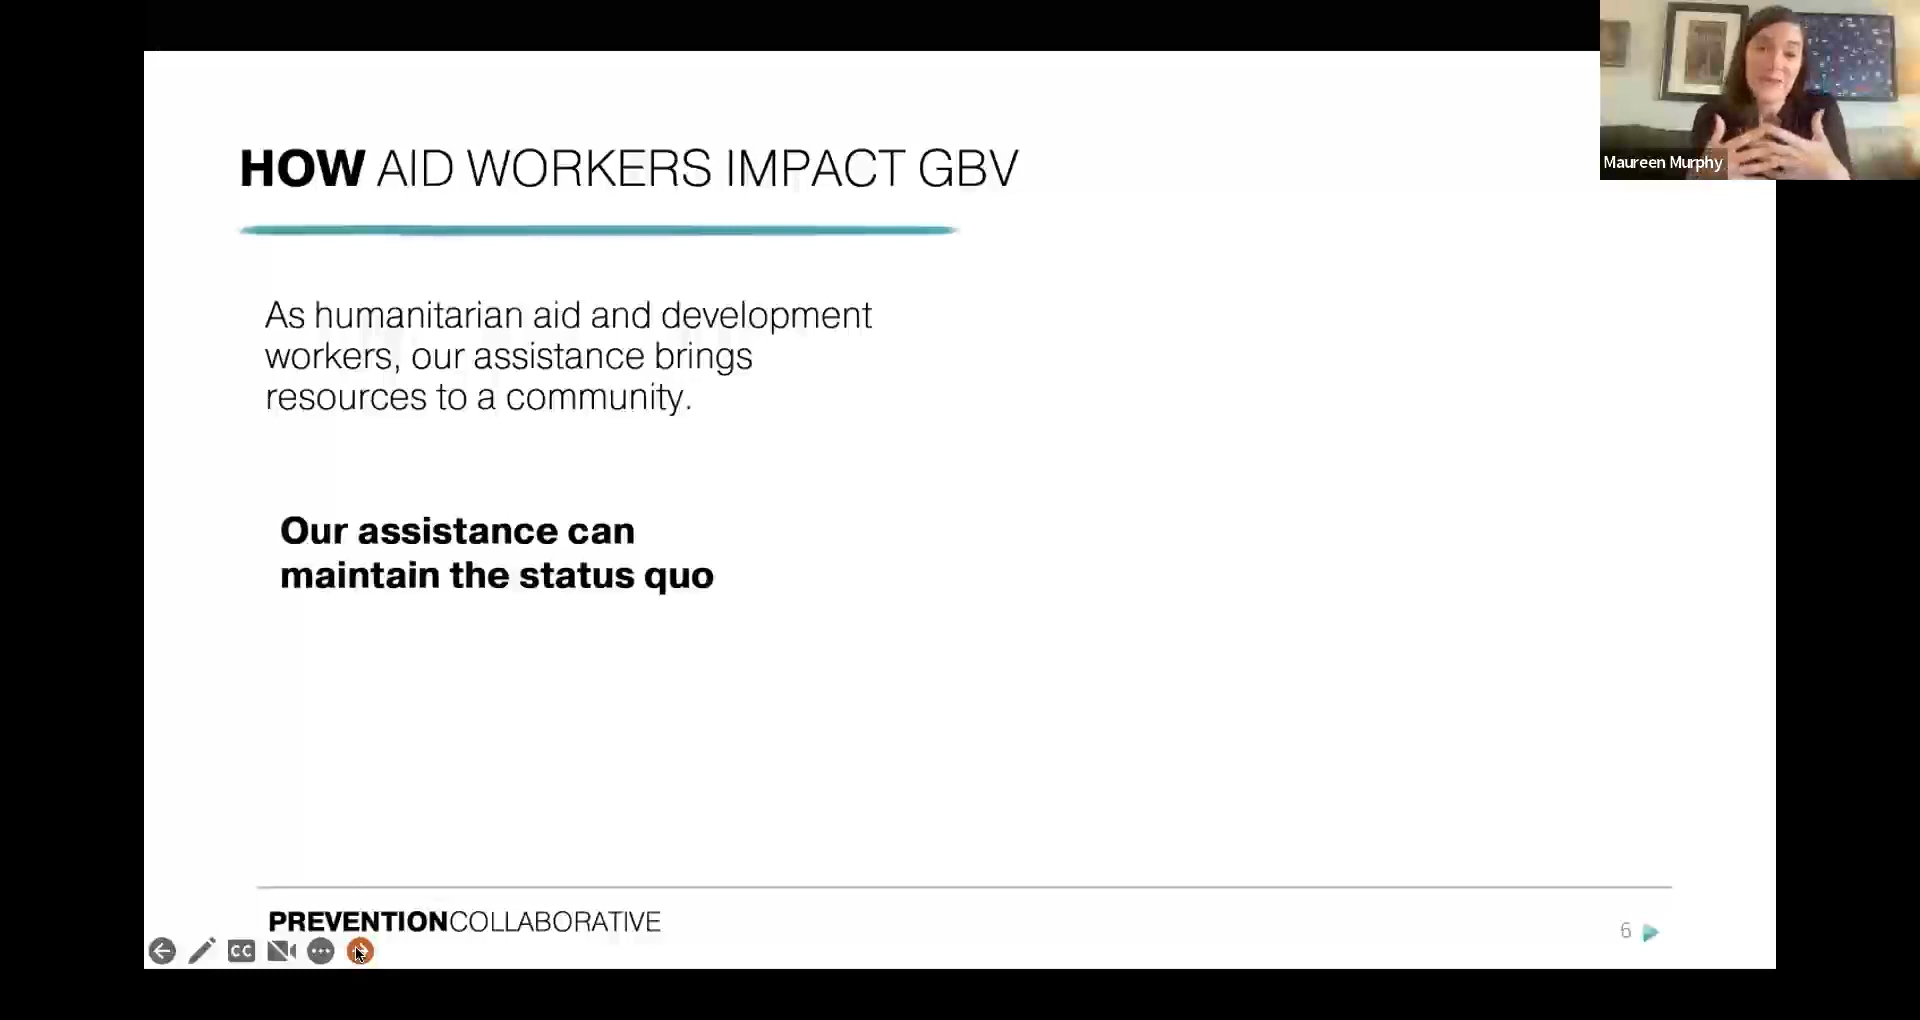 Maureen Murphy
HOW AID WORKERS IMPACT GBV
As humanitarian aid and development
workers, our assistance brings
resources to a community.
Our assistance can
maintain the status quo
PREVENTIONCOLLABORATIVE
6
CC